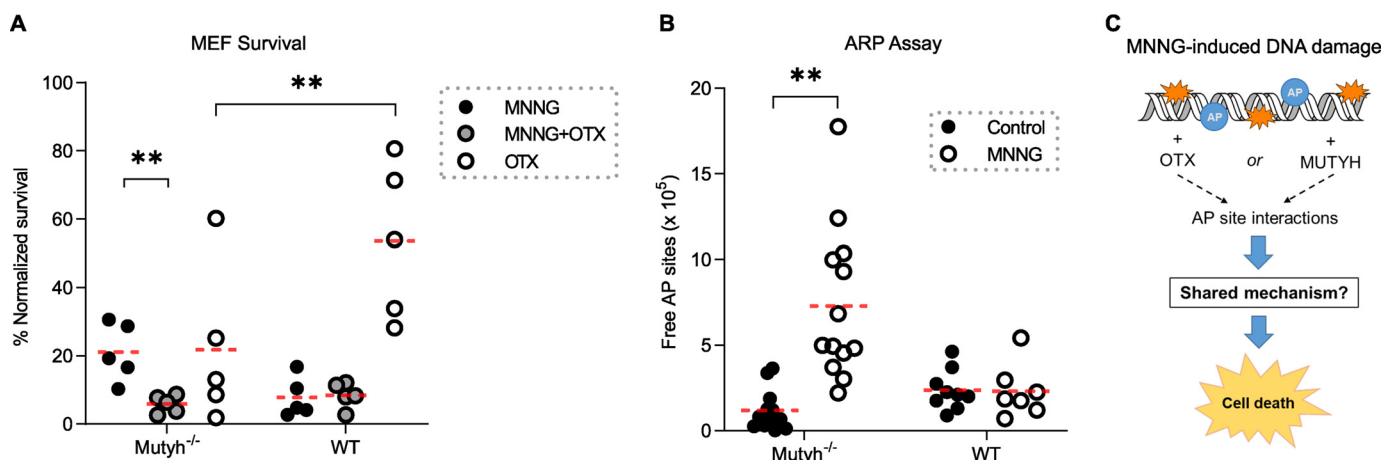 A
MEF Survival
% Normalized survival
100
80
60
40
20
0
**
**
MNNG
MNNG+OTX
OTX
Mutyh-/-
WT
B
ARP Assay
Free AP sites (x 10^5)
20
15
10
5
0
**
Control
MNNG
Mutyh-/-
WT
C
MNNG-induced DNA damage
AP
AP
+ +
OTX or MUTYH
AP site interactions
Shared mechanism?
Cell death